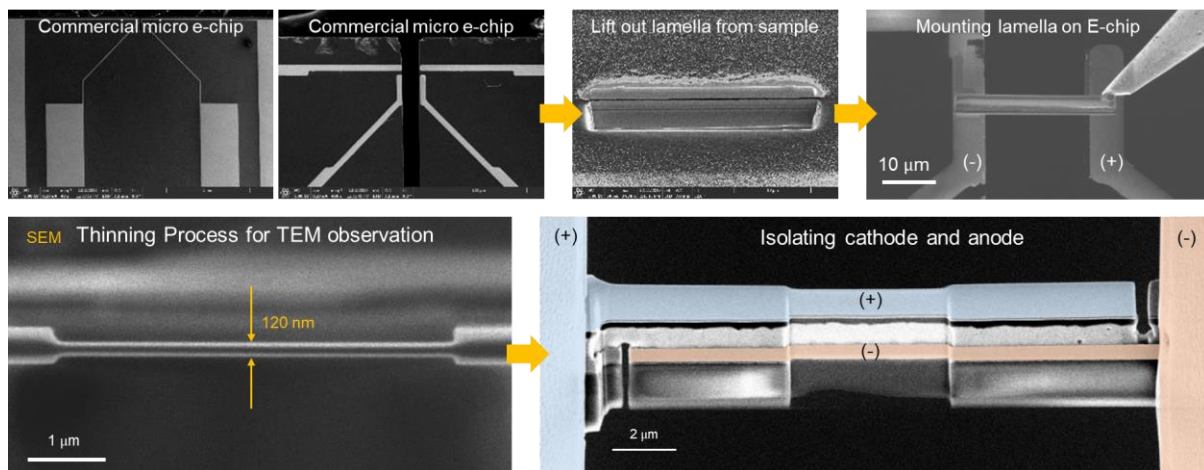 Commercial micro e-chip
Commercial micro e-chip
Lift out lamella from sample
Mounting lamella on E-chip
10 μm
(-)
(+)
SEM
Thinning Process for TEM observation
120 nm
1 μm
(+)
Isolating cathode and anode
(-)
(+)
(-)
2 μm